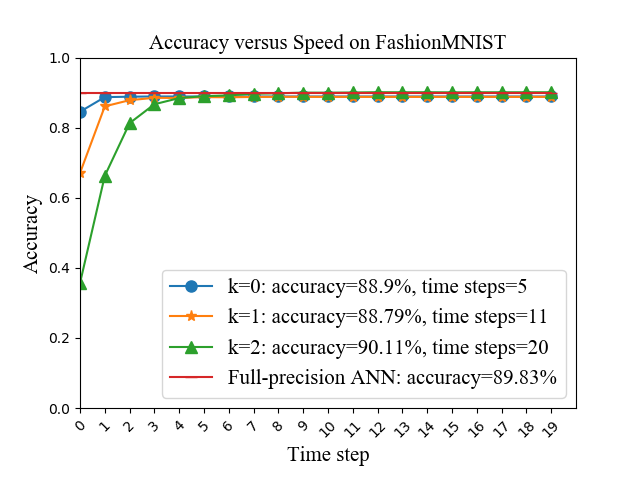 Accuracy versus Speed on FashionMNIST
1.0
0.8
0.6
0.4
0.2
0.0
Accuracy
k=0: accuracy=88.9%, time steps=5
k=1: accuracy=88.79%, time steps=11
k=2: accuracy=90.11%, time steps=20
Full-precision ANN: accuracy=89.83%
0 1 2 3 4 5 6 7 8 9 10 11 12 13 14 15 16 17 18 19
Time step